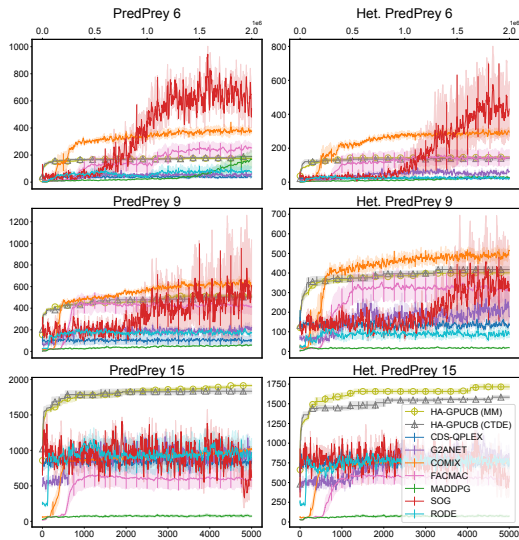 PredPrey 6
Het. PredPrey 6
0.0 0.5 1.0 1.5 2.0
1e6
0.0 0.5 1.0 1.5 2.0
1e6
1000
800
600
400
200
0
1000
800
600
400
200
0
PredPrey 9
Het. PredPrey 9
1200
1000
800
600
400
200
0
700
600
500
400
300
200
100
0
PredPrey 15
Het. PredPrey 15
2000
1500
1000
500
0
1750
1500
1250
1000
750
500
250
0
HA-GPUCB (MM)
HA-GPUCB (CTDE)
CDS-QPLEX
G2ANET
COMIX
FACMAC
MADDPG
SOG
RODE
0 1000 2000 3000 4000 5000
0 1000 2000 3000 4000 5000